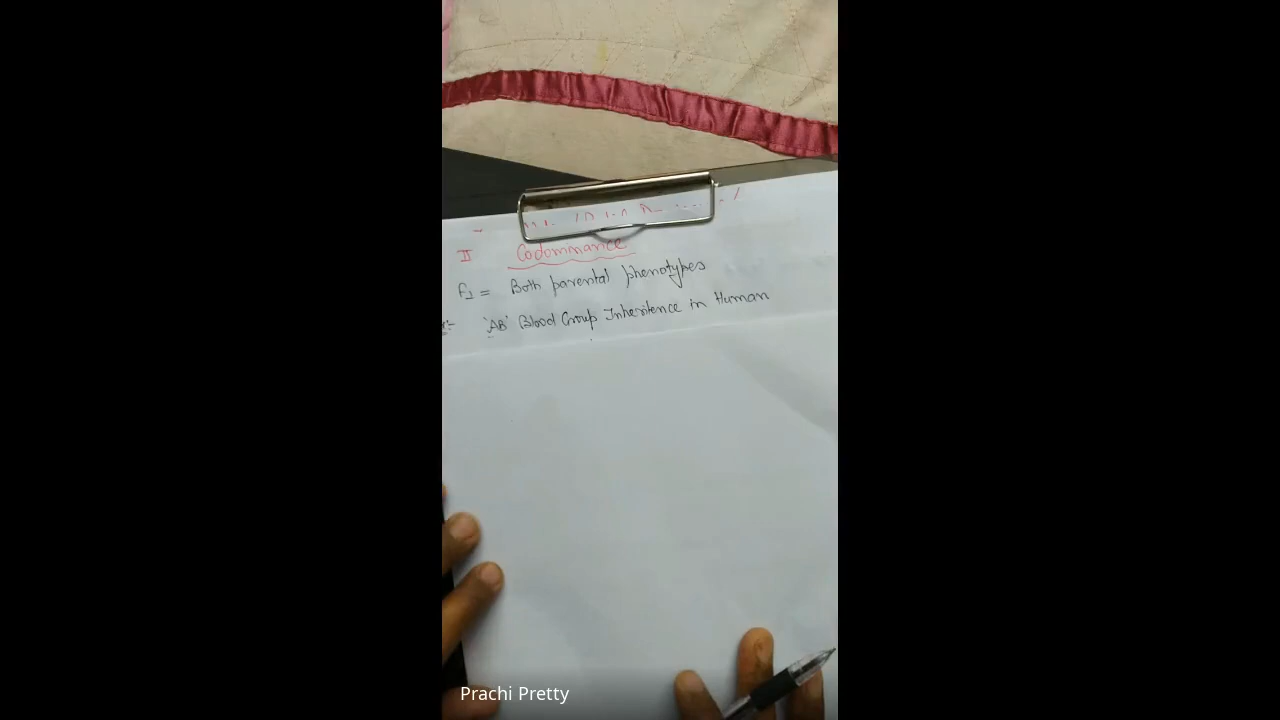 II Codominance
F1 = Both parental phenotypes
'AB' Blood Group Inheritence in Human
Prachi Pretty